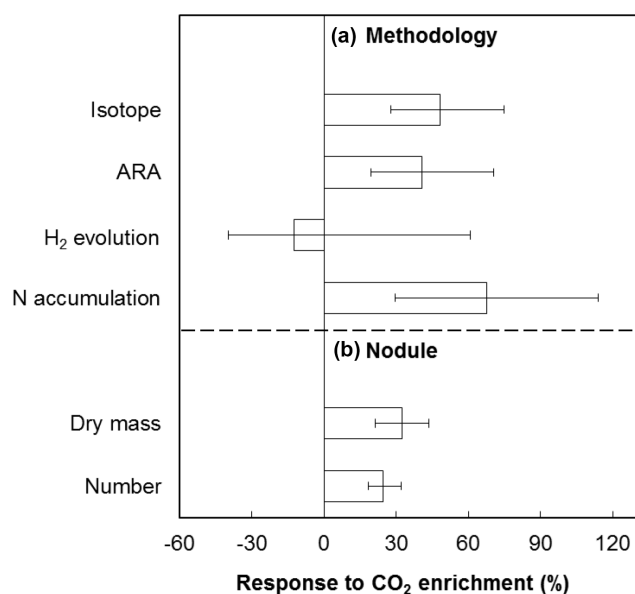 (a) Methodology
Isotope
ARA
H₂ evolution
N accumulation
(b) Nodule
Dry mass
Number
-60 -30 0 30 60 90 120
Response to CO₂ enrichment (%)